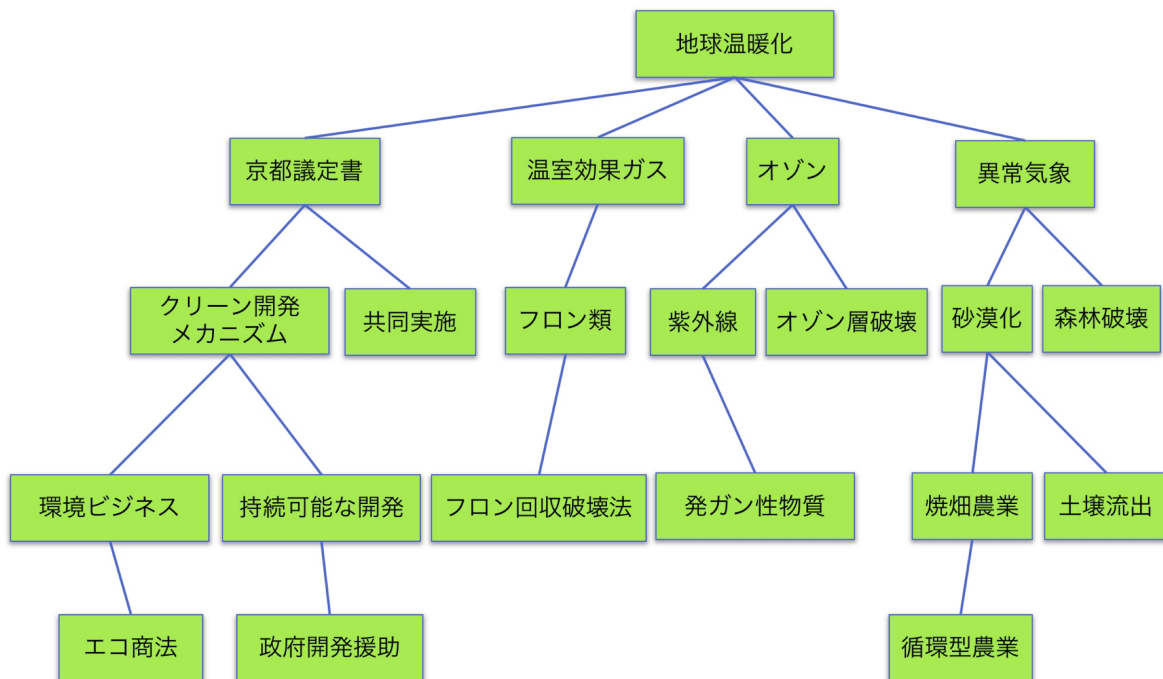 地球温暖化
京都議定書
温室効果ガス
オゾン
異常気象
クリーン開発
メカニズム
共同実施
フロン類
紫外線
オゾン層破壊
砂漠化
森林破壊
環境ビジネス
持続可能な開発
フロン回収破壊法
発ガン性物質
焼畑農業
土壌流出
エコ商法
政府開発援助
循環型農業